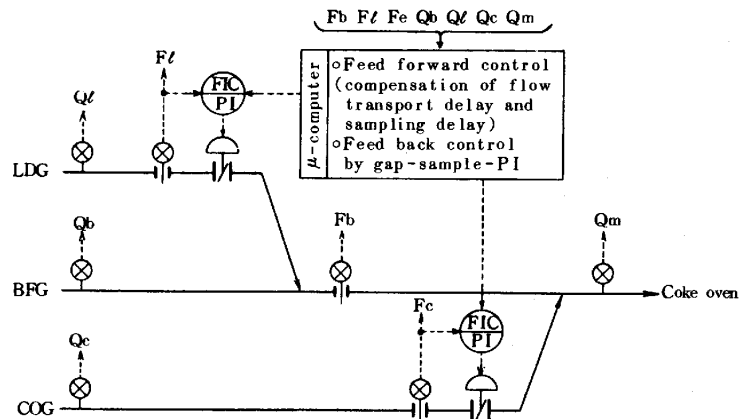 Fb Fℓ Fe Qb Qℓ Qc Qm
Fℓ
FIC
PI
μ-computer
○Feed forward control
(compensation of flow
transport delay and
sampling delay)
○Feed back control
by gap-sample-PI
Qℓ
LDG
Qb
Fb
Qm
BFG
Coke oven
Fc
FIC
PI
Qc
COG